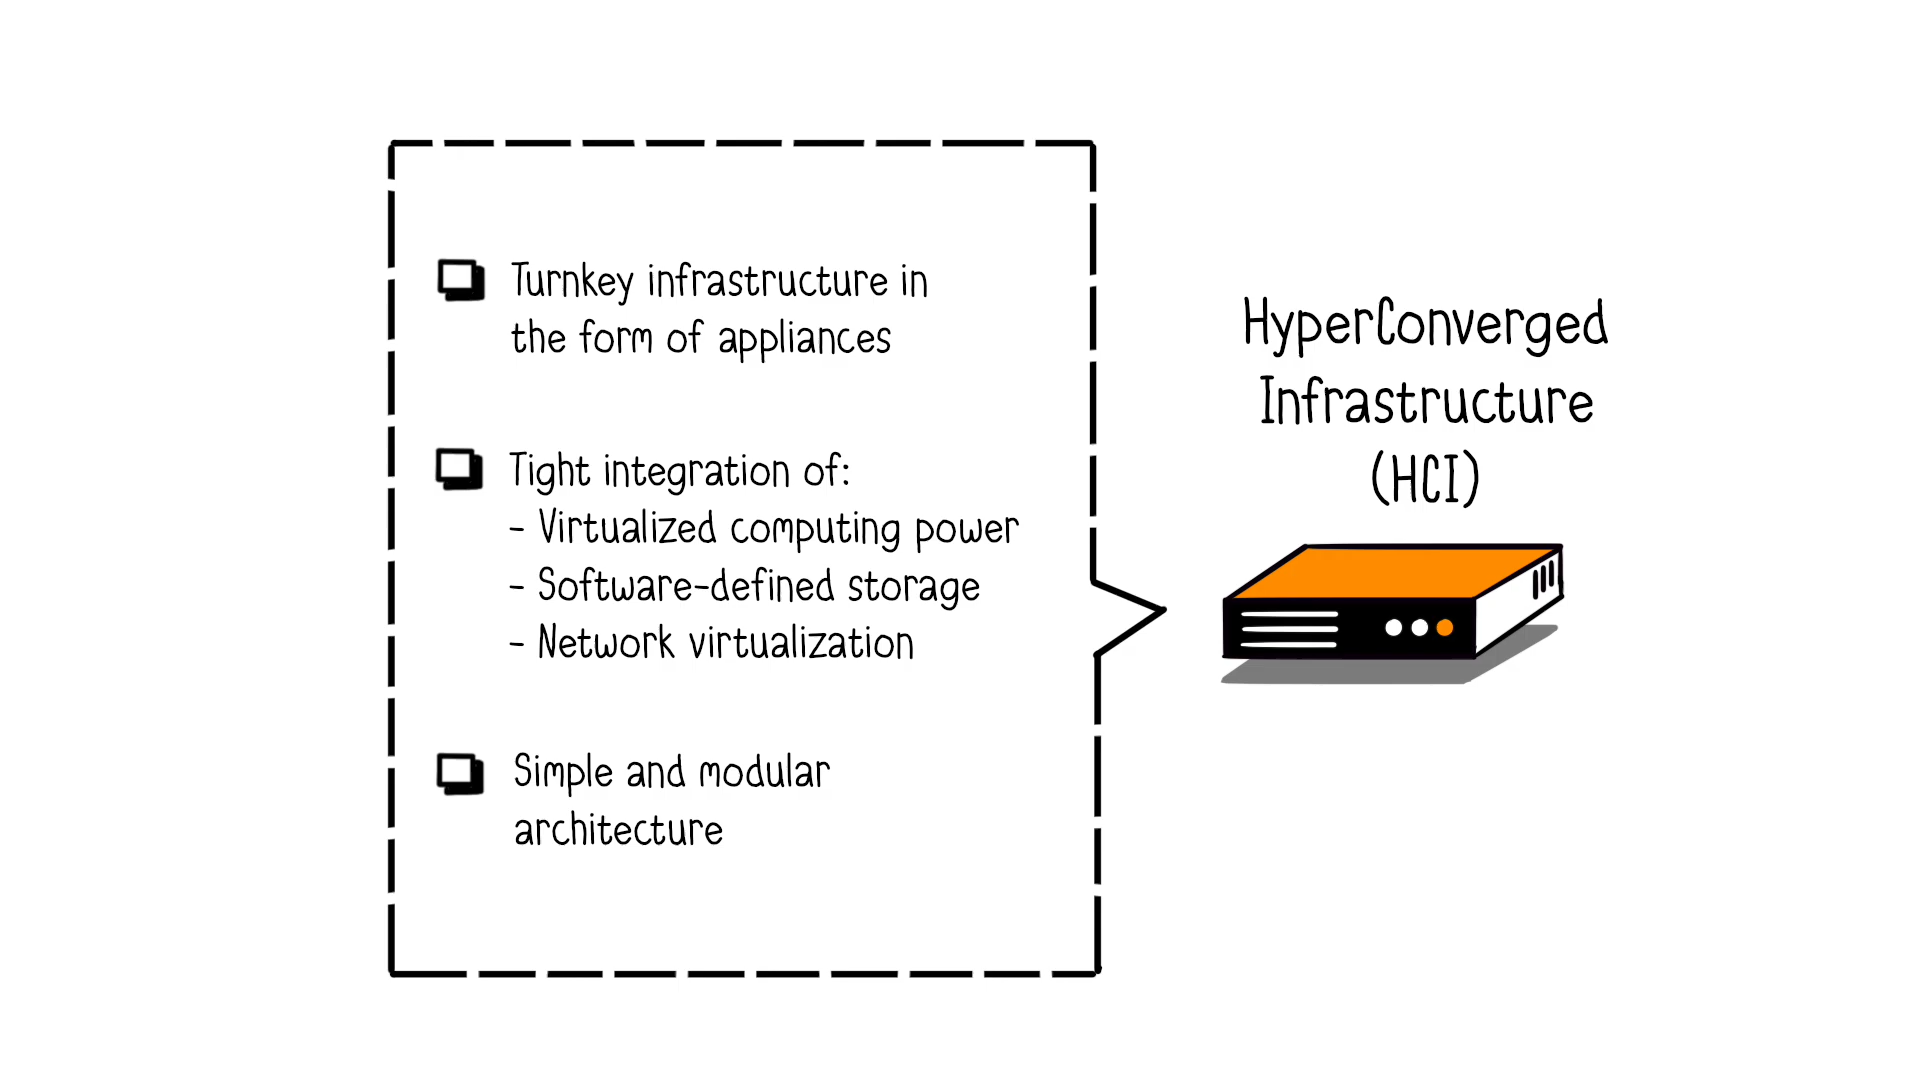 Turnkey infrastructure in
the form of appliances
Tight integration of:
- Virtualized computing power
- Software-defined storage
- Network virtualization
Simple and modular
architecture
HyperConverged
Infrastructure
(HCI)